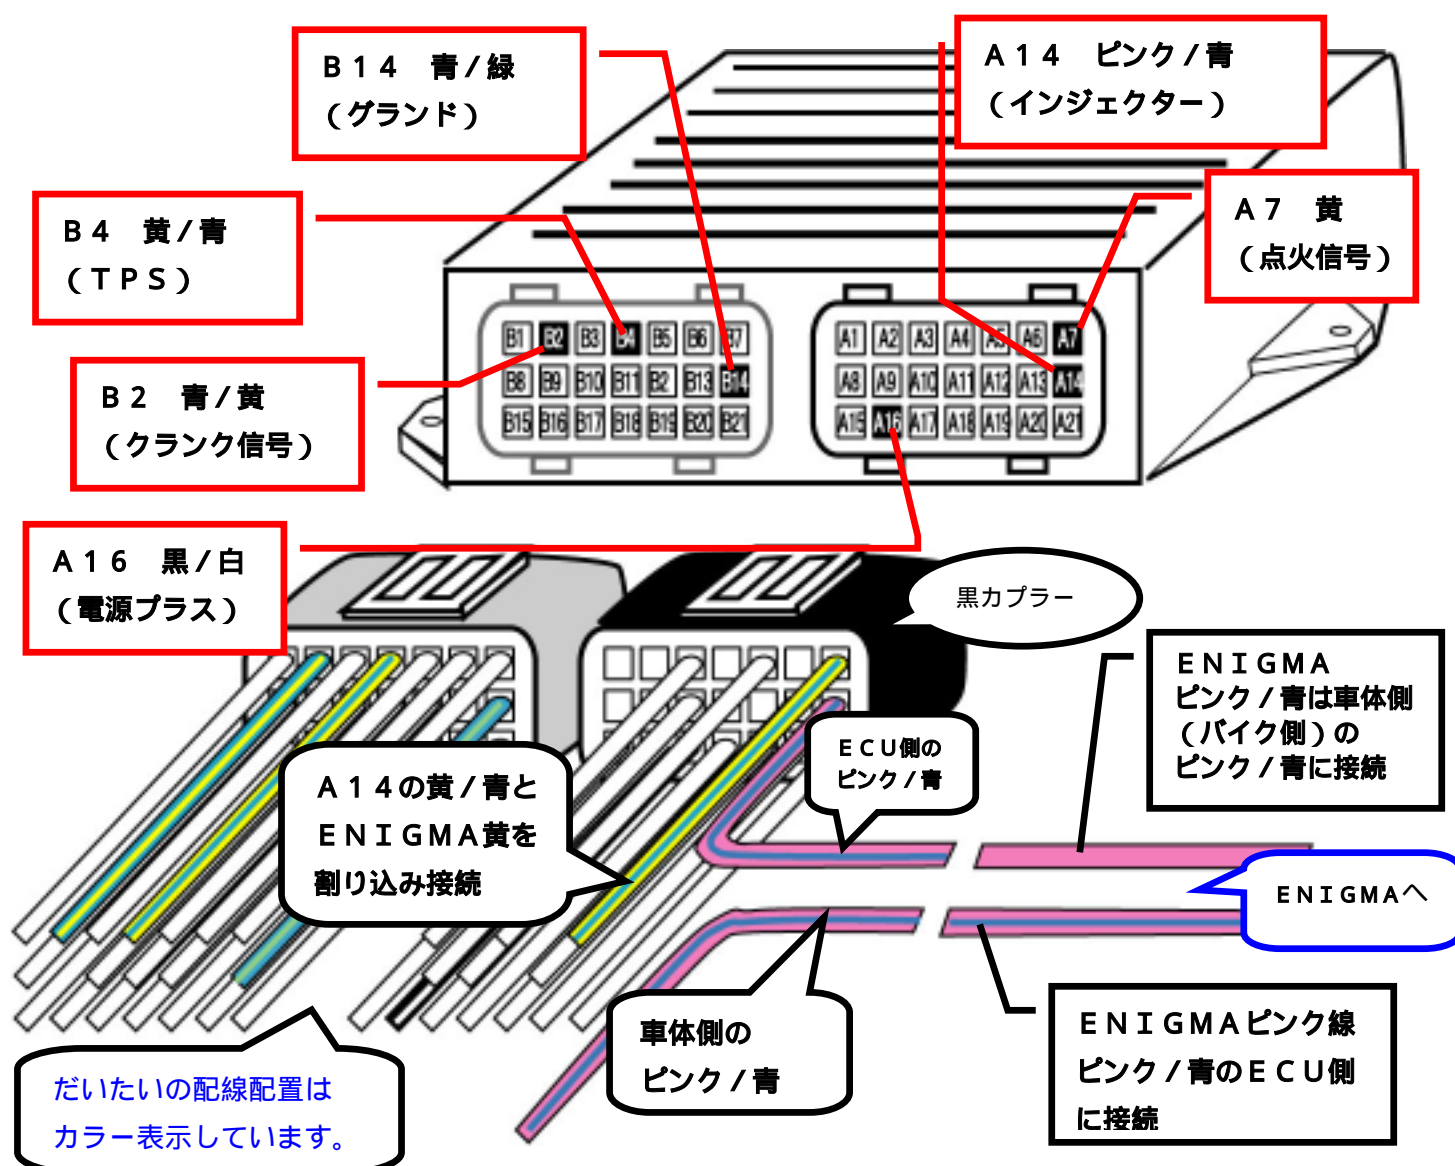 B14 青/緑
(グランド)
A14 ピンク/青
(インジェクター)
B4 黄/青
(TPS)
A7 黄
(点火信号)
B2 青/黄
(クランク信号)
B1 B2 B3 B4 B5 B6 B7
B8 B9 B10 B11 B2 B13 B14
B15 B16 B17 B18 B19 B20 B21
A1 A2 A3 A4 A5 A6 A7
A8 A9 A10 A11 A12 A13 A14
A15 A16 A17 A18 A19 A20 A21
A16 黒/白
(電源プラス)
黒カプラー
ENIGMA
ピンク/青は車体側
(バイク側)の
ピンク/青に接続
ECU側の
ピンク/青
A14の黄/青と
ENIGMA黄を
割り込み接続
ENIGMAへ
車体側の
ピンク/青
ENIGMAピンク線
ピンク/青のECU側
に接続
だいたいの配線配置は
カラー表示しています。